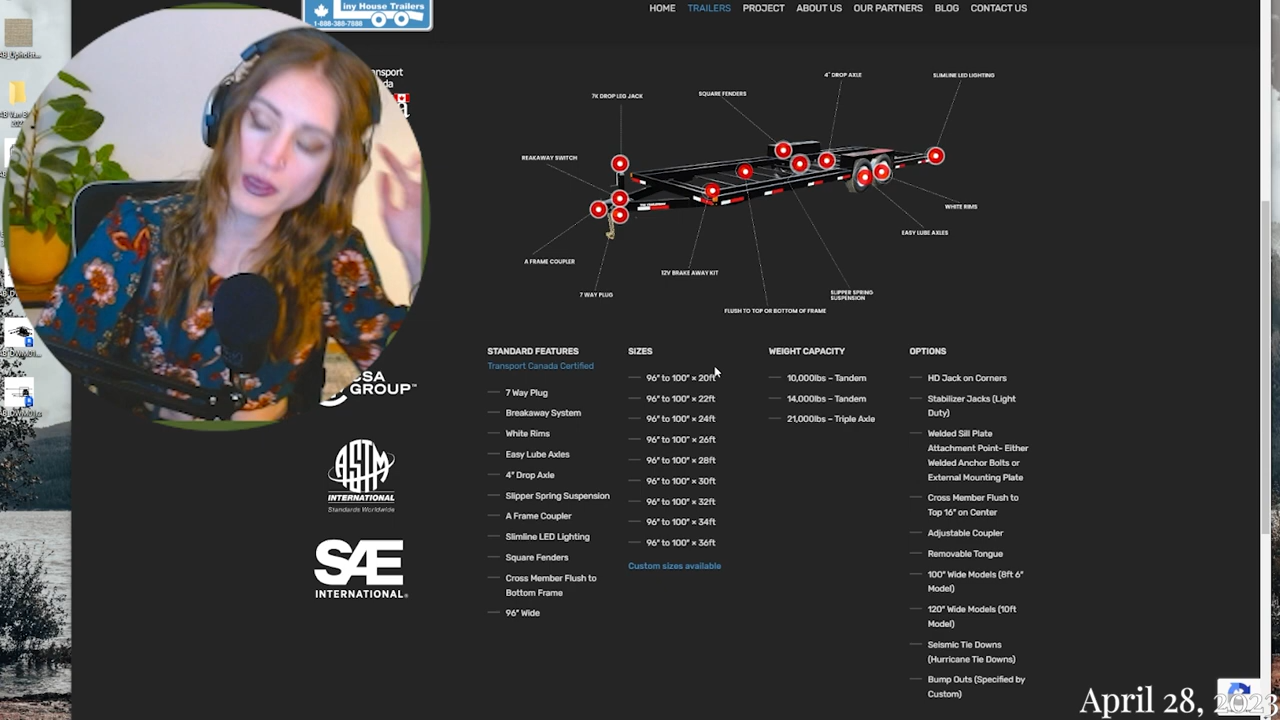 iny House Trailers
1-888-388-7888
HOME TRAILERS PROJECT ABOUT US OUR PARTNERS BLOG CONTACT US
nsport
da
4" DROP AXLE
SLIMLINE LED LIGHTING
7K DROP LEG JACK
SQUARE FENDERS
REAKAWAY SWITCH
WHITE RIMS
EASY LUBE AXLES
A FRAME COUPLER
12V BRAKE AWAY KIT
7 WAY PLUG
SLIPPER SPRING
SUSPENSION
FLUSH TO TOP OR BOTTOM OF FRAME
STANDARD FEATURES
Transport Canada Certified
7 Way Plug
Breakaway System
White Rims
Easy Lube Axles
4" Drop Axle
Slipper Spring Suspension
A Frame Coupler
Slimline LED Lighting
Square Fenders
Cross Member Flush to
Bottom Frame
96" Wide
SIZES
96" to 100" × 20ft
96" to 100" × 22ft
96" to 100" × 24ft
96" to 100" × 26ft
96" to 100" × 28ft
96" to 100" × 30ft
96" to 100" × 32ft
96" to 100" × 34ft
96" to 100" × 36ft
Custom sizes available
WEIGHT CAPACITY
10,000lbs – Tandem
14,000lbs – Tandem
21,000lbs – Triple Axle
OPTIONS
HD Jack on Corners
Stabilizer Jacks (Light
Duty)
Welded Sill Plate
Attachment Point- Either
Welded Anchor Bolts or
External Mounting Plate
Cross Member Flush to
Top 16" on Center
Adjustable Coupler
Removable Tongue
100" Wide Models (8ft 6"
Model)
120" Wide Models (10ft
Model)
Seismic Tie Downs
(Hurricane Tie Downs)
Bump Outs (Specified by
Custom)
CSA
GROUP™
ASTM
INTERNATIONAL
Standards Worldwide
SAE
INTERNATIONAL®
April 28, 2023